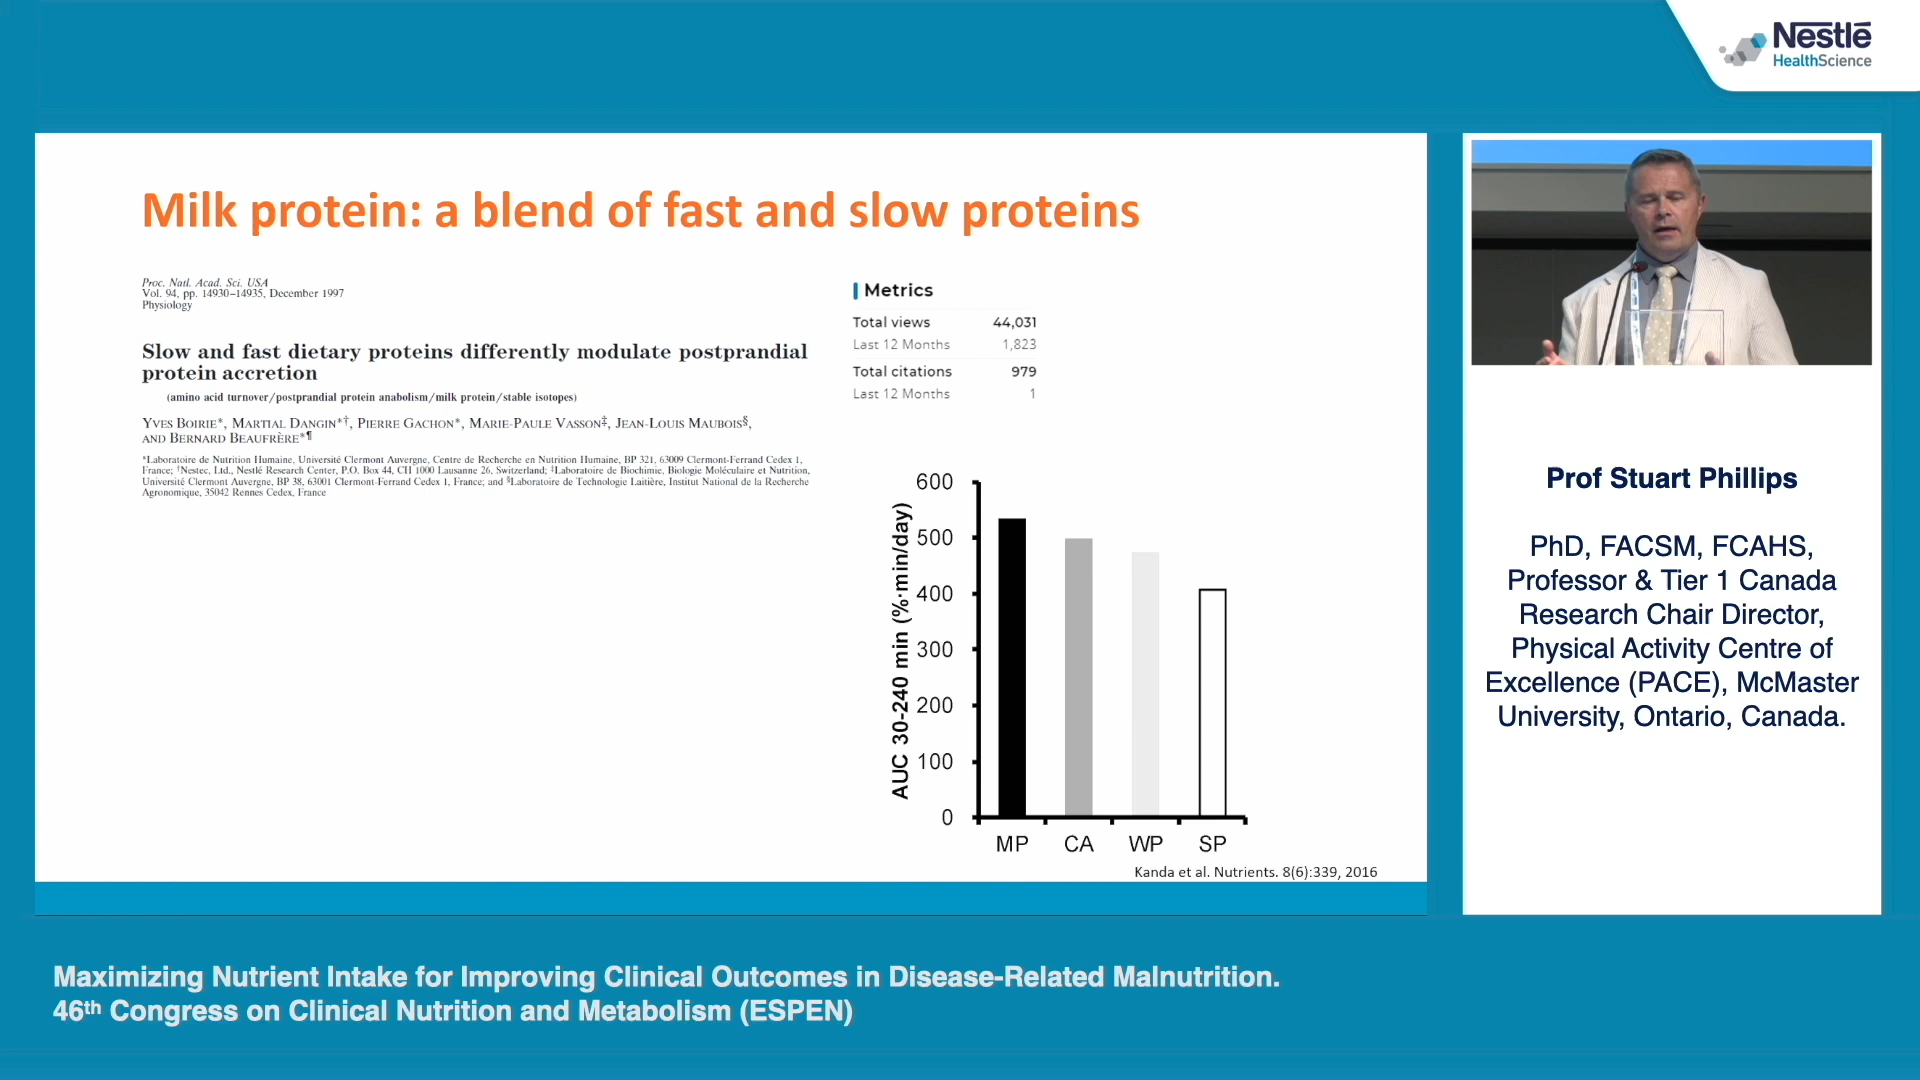 Nestlé
HealthScience
Milk protein: a blend of fast and slow proteins
Proc. Natl. Acad. Sci. USA
Vol. 94, pp. 14930–14935, December 1997
Physiology
Slow and fast dietary proteins differently modulate postprandial
protein accretion
(amino acid turnover/postprandial protein anabolism/milk protein/stable isotopes)
Yves Boirie*, Martial Dangin*†, Pierre Gachon*, Marie-Paule Vasson‡, Jean-Louis Maubois§,
and Bernard Beaufrère*¶
*Laboratoire de Nutrition Humaine, Université Clermont Auvergne, Centre de Recherche en Nutrition Humaine, BP 321, 63009 Clermont-Ferrand Cedex 1,
France; †Nestec, Ltd., Nestlé Research Center, P.O. Box 44, CH 1000 Lausanne 26, Switzerland; ‡Laboratoire de Biochimie, Biologie Moléculaire et Nutrition,
Université Clermont Auvergne, BP 38, 63001 Clermont-Ferrand Cedex 1, France; and §Laboratoire de Technologie Laitière, Institut National de la Recherche
Agronomique, 35042 Rennes Cedex, France
Metrics
Total views 44,031
Last 12 Months 1,823
Total citations 979
Last 12 Months 1
AUC 30-240 min (%·min/day)
600
500
400
300
200
100
0
MP CA WP SP
Kanda et al. Nutrients. 8(6):339, 2016
Prof Stuart Phillips
PhD, FACSM, FCAHS,
Professor & Tier 1 Canada
Research Chair Director,
Physical Activity Centre of
Excellence (PACE), McMaster
University, Ontario, Canada.
Maximizing Nutrient Intake for Improving Clinical Outcomes in Disease-Related Malnutrition.
46th Congress on Clinical Nutrition and Metabolism (ESPEN)